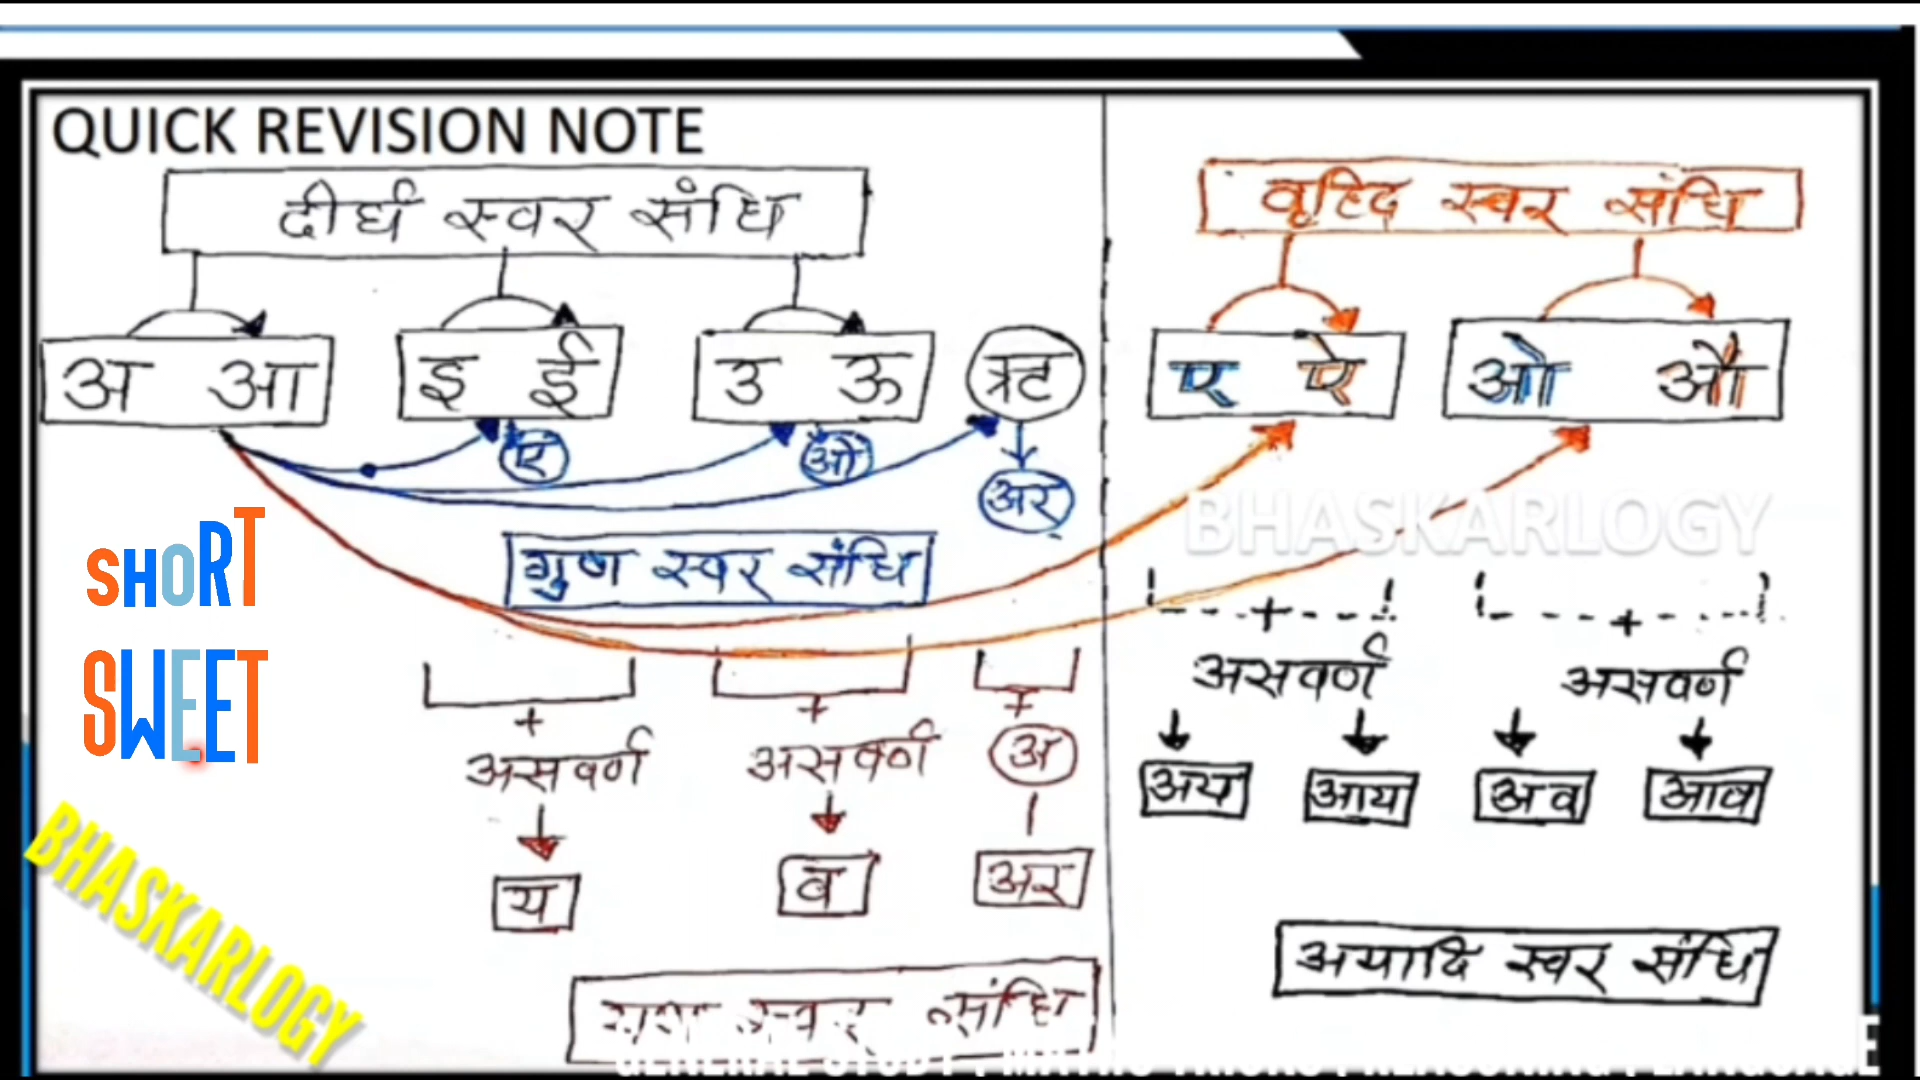 QUICK REVISION NOTE
दीर्घ स्वर संधि
वृद्दि स्वर संधि
अ आ
इ ई
उ ऊ
ऋ
ए ऐ
ओ औ
ए
ओ
अर
BHASKARLOGY
SHORT
SWEET
गुण स्वर संधि
+
+
+
+
+
असवर्ण
असवर्ण
असवर्ण
असवर्ण
अ
अय
आय
अव
आव
य
व
अर
BHASKARLOGY
अयादि स्वर संधि
स्वर संधि